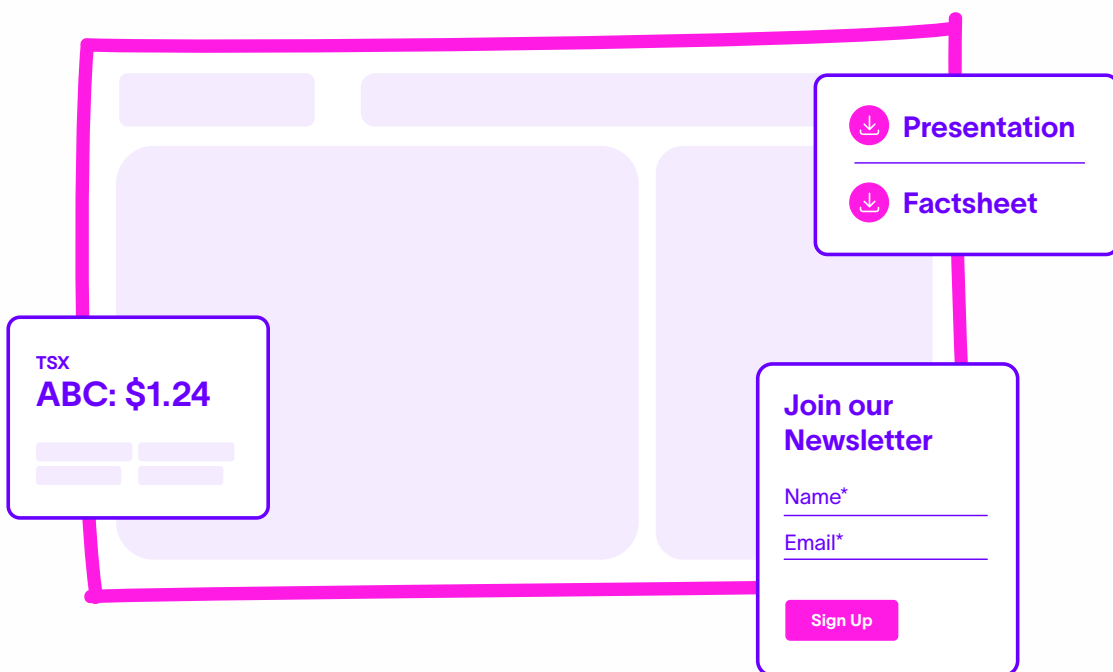 Presentation
Factsheet
TSX
ABC: $1.24
Join our
Newsletter
Name*
Email*
Sign Up